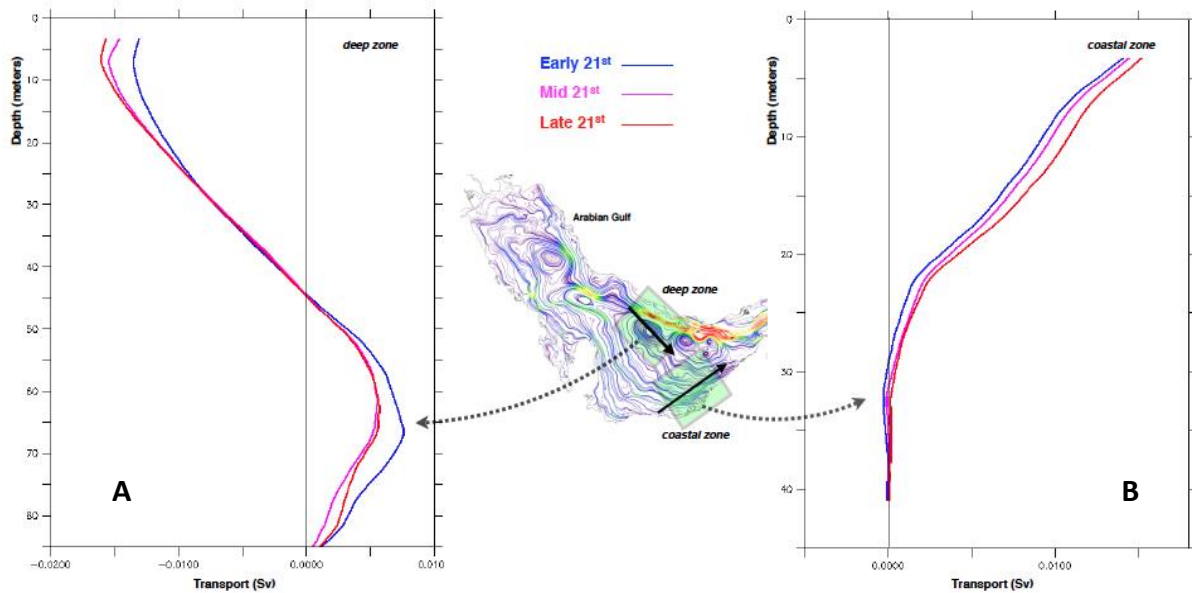 deep zone
Depth (meters)
0
10
20
30
40
50
60
70
80
A
−0.0200 −0.0100 0.0000 0.010
Transport (Sv)
Early 21st
Mid 21st
Late 21st
Arabian Gulf
deep zone
coastal zone
coastal zone
Depth (meters)
0
10
20
30
40
B
0.0000 0.0100
Transport (Sv)